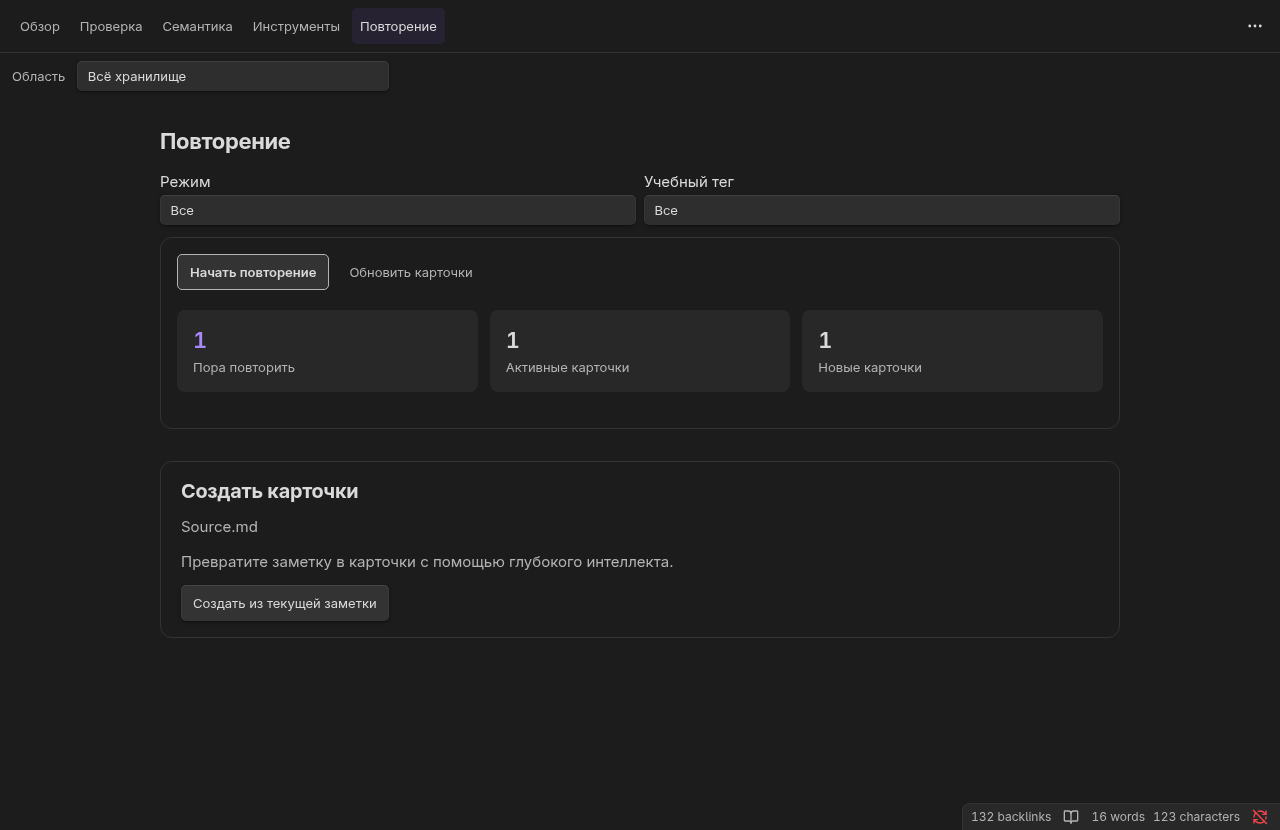 Обзор Проверка Семантика Инструменты Повторение
Область Всё хранилище
Повторение
Режим Учебный тег
Все Все
Начать повторение Обновить карточки
1 1 1
Пора повторить Активные карточки Новые карточки
Создать карточки
Source.md
Превратите заметку в карточки с помощью глубокого интеллекта.
Создать из текущей заметки
132 backlinks 16 words 123 characters